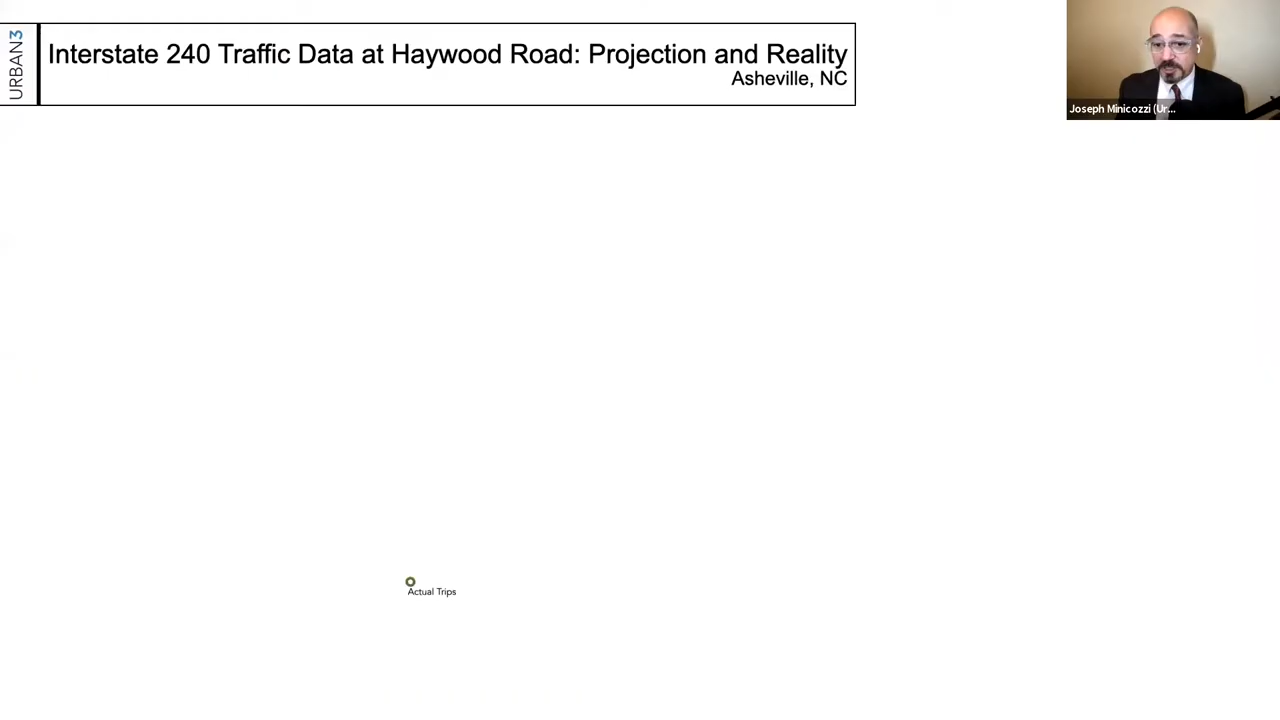 URBAN3
Interstate 240 Traffic Data at Haywood Road: Projection and Reality
Asheville, NC
Joseph Minicozzi (Ur...
Actual Trips